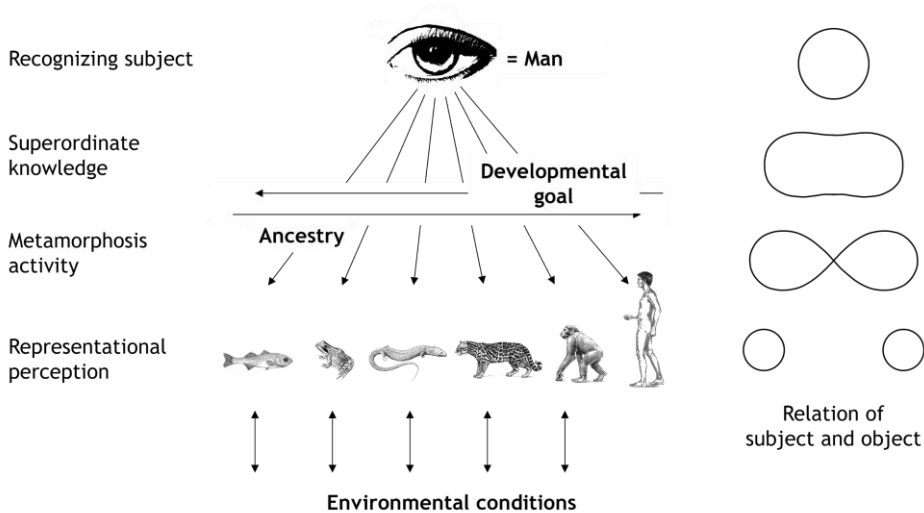 Recognizing subject
= Man
Superordinate
knowledge
Developmental
goal
Ancestry
Metamorphosis
activity
Representational
perception
Relation of
subject and object
Environmental conditions